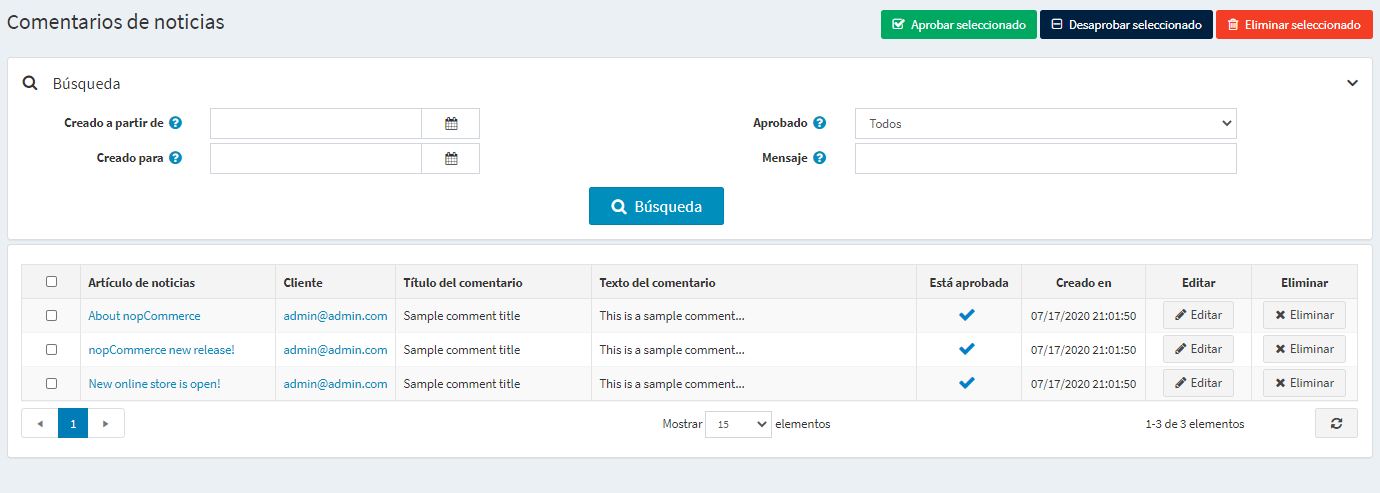 Comentarios de noticias
Aprobar seleccionado Desaprobar seleccionado Eliminar seleccionado
Búsqueda
Creado a partir de Aprobado Todos
Creado para Mensaje
Búsqueda
Artículo de noticias Cliente Título del comentario Texto del comentario Está aprobada Creado en Editar Eliminar
About nopCommerce admin@admin.com Sample comment title This is a sample comment... 07/17/2020 21:01:50 Editar Eliminar
nopCommerce new release! admin@admin.com Sample comment title This is a sample comment... 07/17/2020 21:01:50 Editar Eliminar
New online store is open! admin@admin.com Sample comment title This is a sample comment... 07/17/2020 21:01:50 Editar Eliminar
1 Mostrar 15 elementos 1-3 de 3 elementos